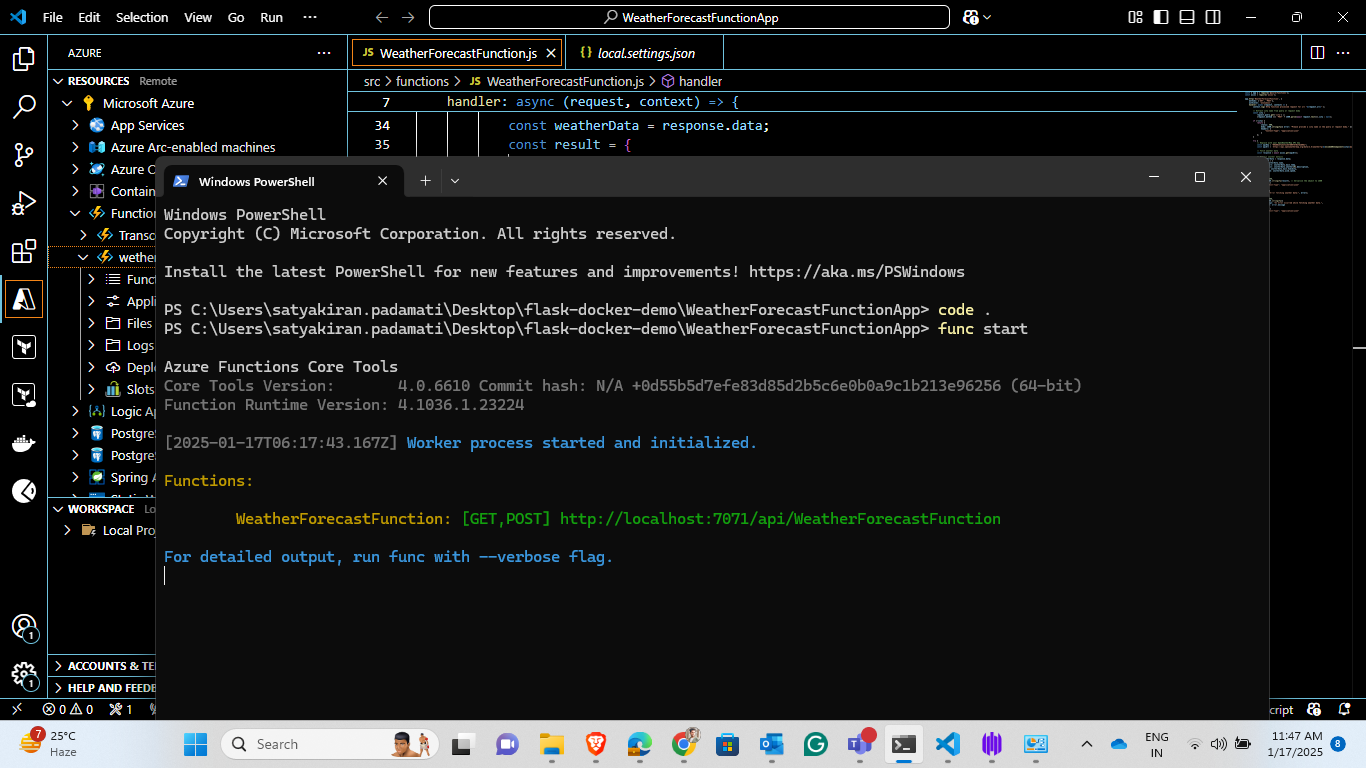 File Edit Selection View Go Run ···
WeatherForecastFunctionApp
AZURE
JS WeatherForecastFunction.js
{} local.settings.json
RESOURCES Remote
src > functions > JS WeatherForecastFunction.js > handler
Microsoft Azure
7 handler: async (request, context) => {
App Services
34 const weatherData = response.data;
Azure Arc-enabled machines
35 const result = {
Azure C
Contain
Function
Transc
wether
Func
Appli
Files
Logs
Deplo
Slots
Logic Ap
Postgre
Postgre
Spring A
WORKSPACE Lo
Local Proj
ACCOUNTS & TE
HELP AND FEEDB
0 0 1
cript
Windows PowerShell
Windows PowerShell
Copyright (C) Microsoft Corporation. All rights reserved.
Install the latest PowerShell for new features and improvements! https://aka.ms/PSWindows
PS C:\Users\satyakiran.padamati\Desktop\flask-docker-demo\WeatherForecastFunctionApp> code .
PS C:\Users\satyakiran.padamati\Desktop\flask-docker-demo\WeatherForecastFunctionApp> func start
Azure Functions Core Tools
Core Tools Version: 4.0.6610 Commit hash: N/A +0d55b5d7efe83d85d2b5c6e0b0a9c1b213e96256 (64-bit)
Function Runtime Version: 4.1036.1.23224
[2025-01-17T06:17:43.167Z] Worker process started and initialized.
Functions:
WeatherForecastFunction: [GET,POST] http://localhost:7071/api/WeatherForecastFunction
For detailed output, run func with --verbose flag.
1
1
7
25°C
Haze
Search
ENG
IN
11:47 AM
1/17/2025
8